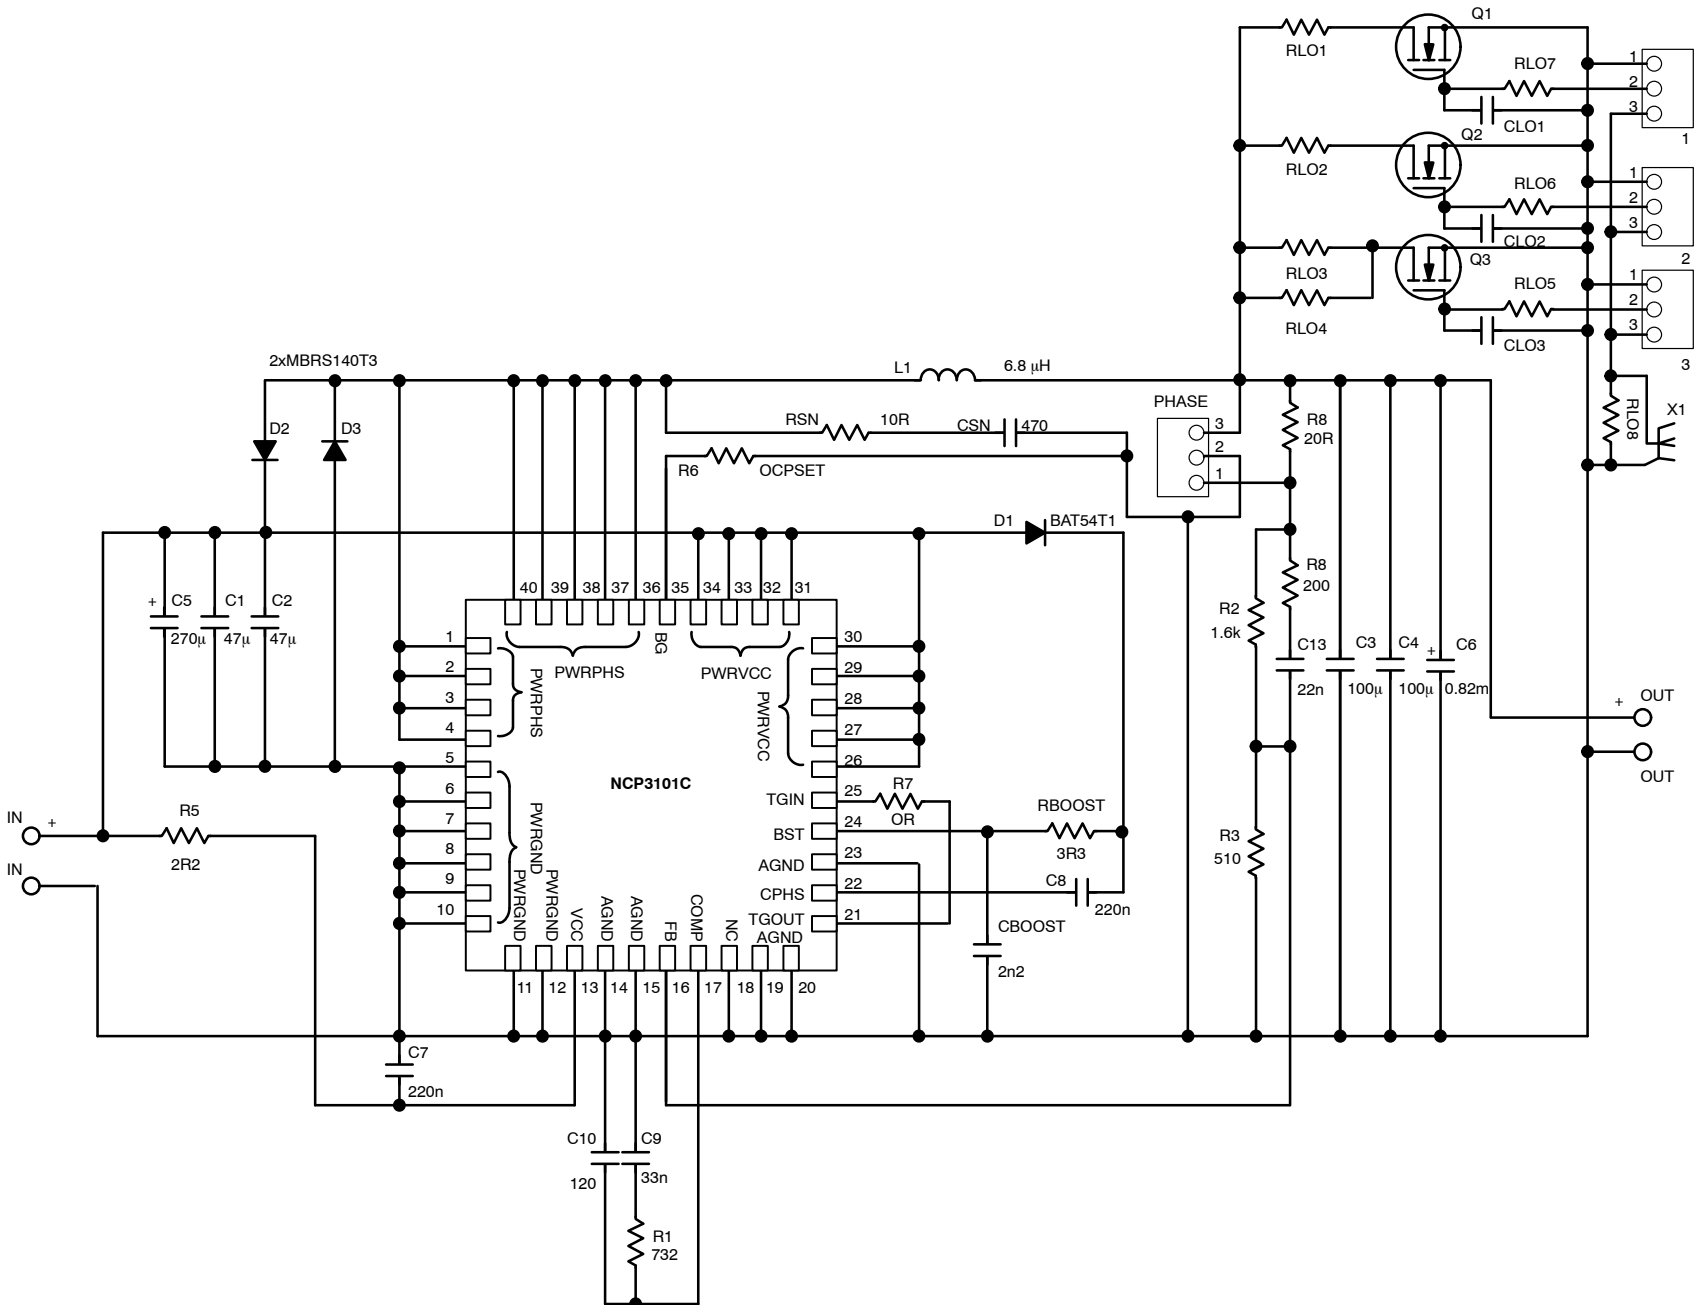 Q1
RLO1
RLO7
1
2
3
CLO1
1
Q2
RLO2
RLO6
1
2
3
CLO2
2
Q3
RLO3
RLO5
1
2
3
RLO4
CLO3
3
2xMBRS140T3
L1
6.8 μH
D2
D3
RSN
10R
CSN
470
PHASE
3
2
1
R8
20R
RLO8
X1
R6
OCPSET
D1
BAT54T1
+
C5
270μ
C1
47μ
C2
47μ
40
39
38
37
36
35
34
33
32
31
PWRPHS
BG
PWRVCC
1
2
3
4
5
6
7
8
9
10
PWRPHS
PWRGND
30
29
28
27
26
25
24
23
22
21
PWRVCC
NCP3101C
TGIN
BST
AGND
CPHS
TGOUT
AGND
R7
OR
RBOOST
3R3
C8
220n
CBOOST
2n2
R8
200
R2
1.6k
C13
22n
C3
100μ
C4
100μ
+
C6
0.82m
R3
510
+
OUT
OUT
IN
+
R5
2R2
IN
PWRGND
PWRGND
VCC
AGND
AGND
FB
COMP
NC
11
12
13
14
15
16
17
18
19
20
C7
220n
C10
120
C9
33n
R1
732